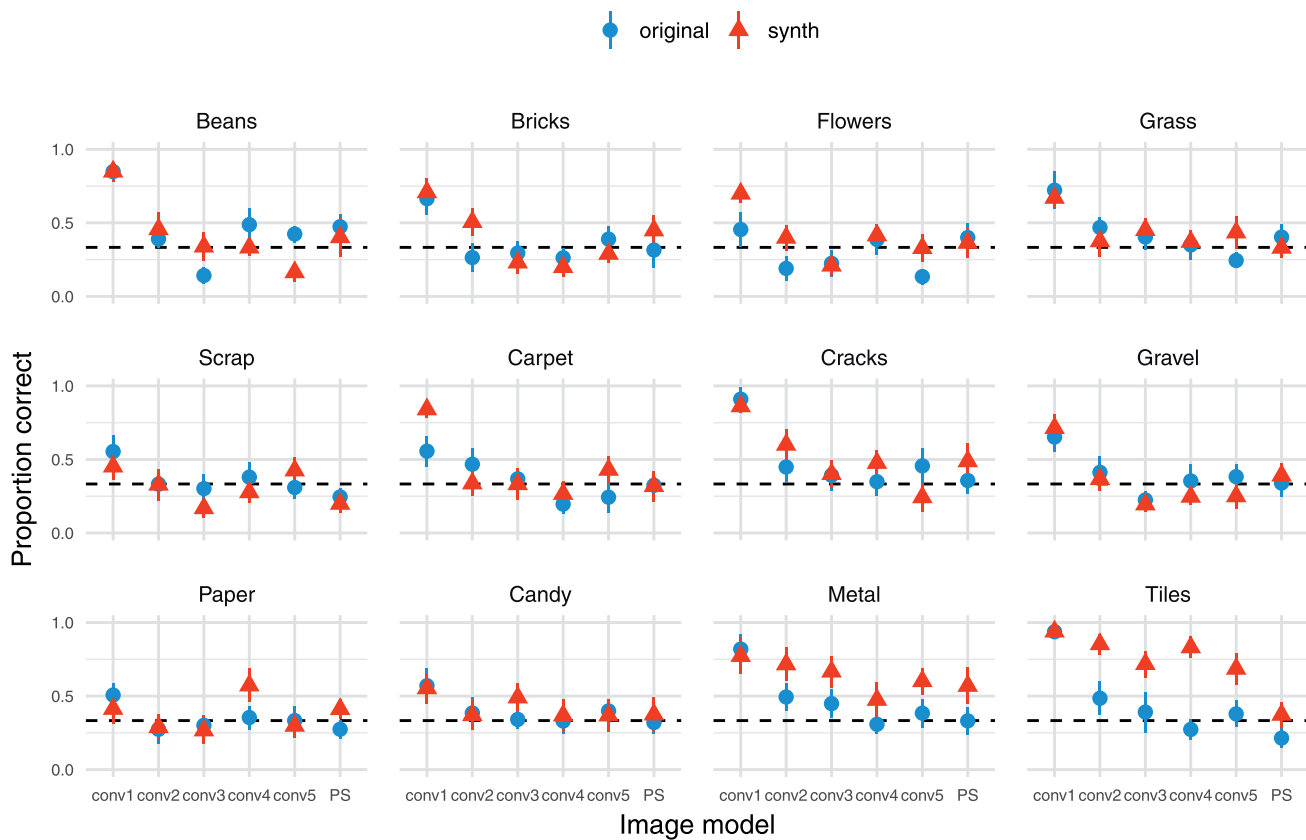 original synth
Beans Bricks Flowers Grass
1.0
0.5
0.0
Scrap Carpet Cracks Gravel
1.0
0.5
0.0
Proportion correct
Paper Candy Metal Tiles
1.0
0.5
0.0
conv1 conv2 conv3 conv4 conv5 PS conv1 conv2 conv3 conv4 conv5 PS conv1 conv2 conv3 conv4 conv5 PS conv1 conv2 conv3 conv4 conv5 PS
Image model